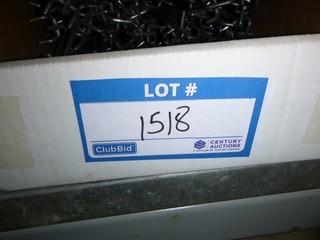 LOT #
1518
ClubBid
CENTURY
AUCTIONS